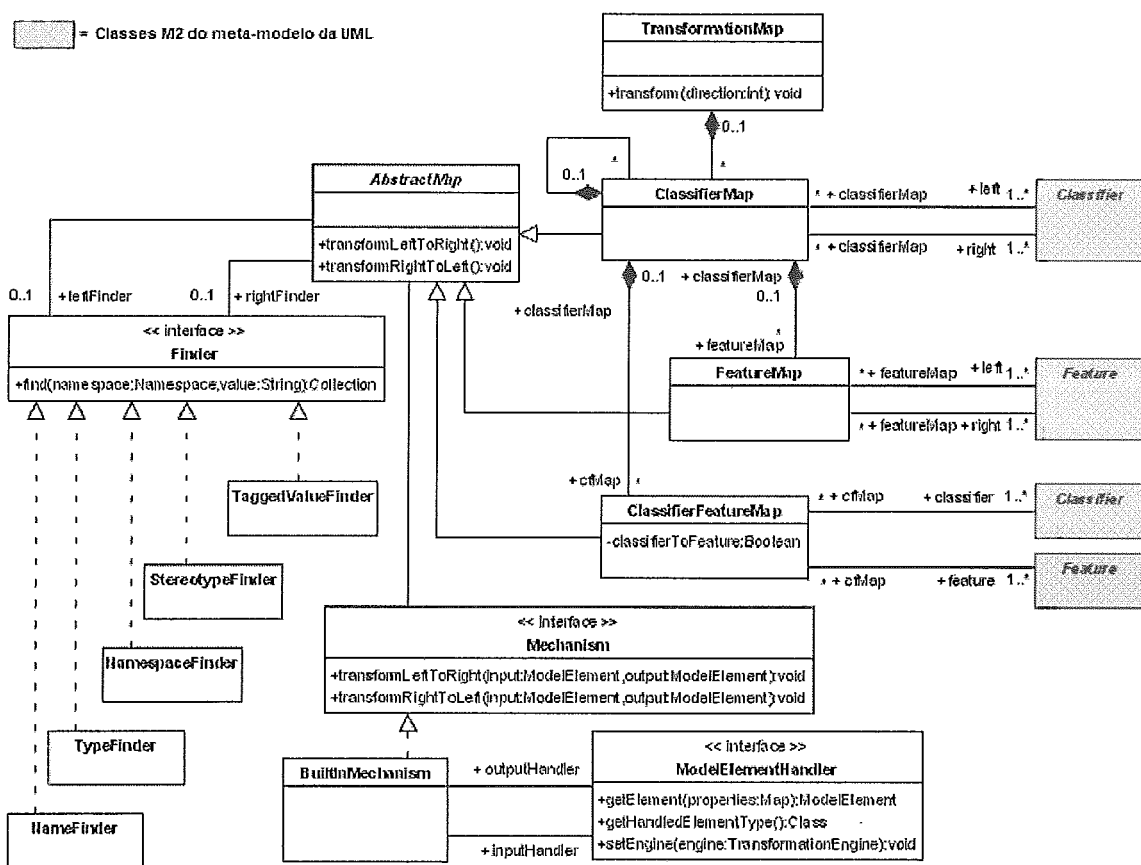 = Classes M2 do meta-modelo da UML
TransformationMap
+transform(direction:int):void
0..1
*
*
0..1
AbstractMap
+transformLeftToRight():void
+transformRightToLeft():void
ClassifierMap
* + classifierMap
+left 1..*
* + classifierMap
+right 1..*
Classifier
0..1
+ leftFinder
0..1
+ rightFinder
0..1
+ classifierMap
+ classifierMap
0..1
*
+ featureMap
<< interface >>
Finder
+find(namespace:Namespace,value:String):Collection
FeatureMap
* + featureMap
+left 1..*
* + featureMap +right 1..*
Feature
TaggedValueFinder
StereotypeFinder
NamespaceFinder
TypeFinder
NameFinder
+ cfMap *
ClassifierFeatureMap
-classifierToFeature:Boolean
* + cfMap
+ classifier 1..*
Classifier
* + cfMap
+ feature 1..*
Feature
<< interface >>
Mechanism
+transformLeftToRight(input:ModelElement,output:ModelElement):void
+transformRightToLeft(input:ModelElement,output:ModelElement):void
BuiltInMechanism
+ outputHandler
+ inputHandler
<< interface >>
ModelElementHandler
+getElement(properties:Map):ModelElement
+getHandledElementType():Class
+setEngine(engine:TransformationEngine):void